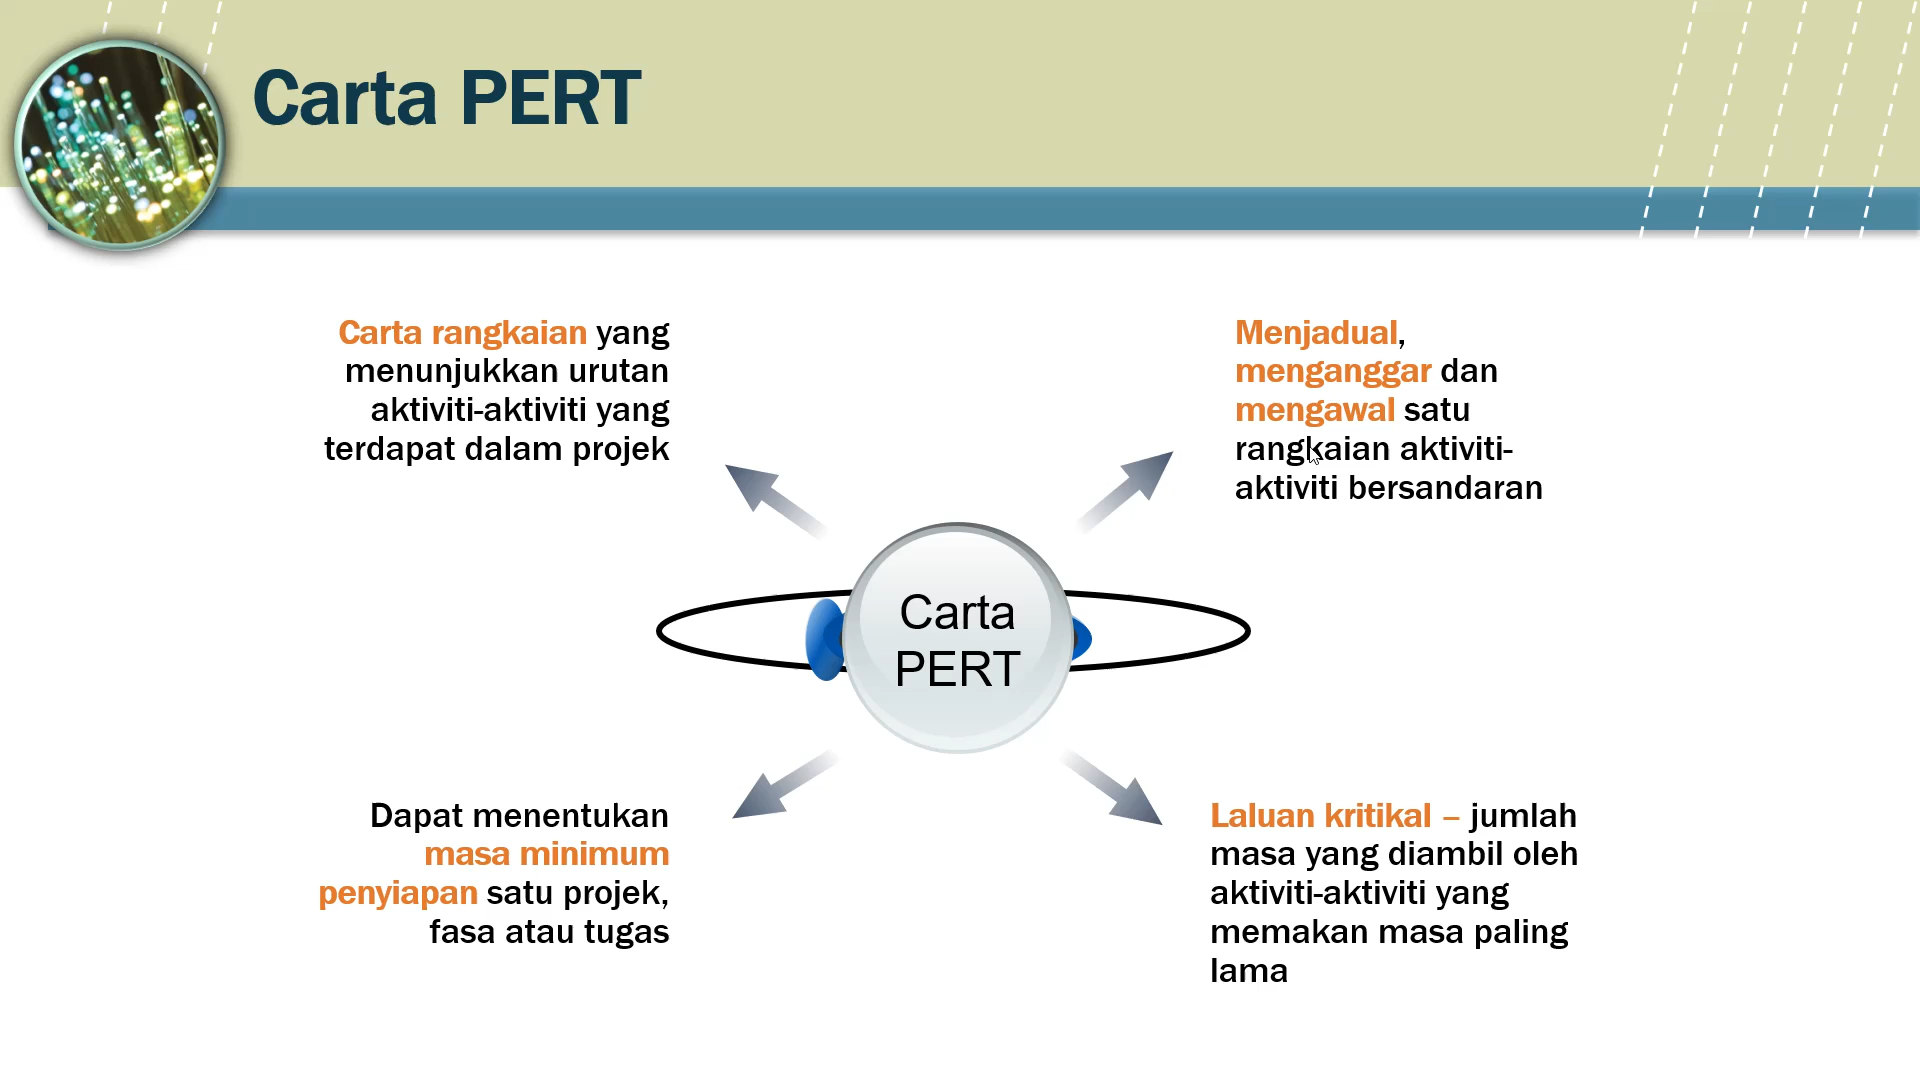 Carta PERT
Carta rangkaian yang
menunjukkan urutan
aktiviti-aktiviti yang
terdapat dalam projek
Menjadual,
menganggar dan
mengawal satu
rangkaian aktiviti-
aktiviti bersandaran
Carta
PERT
Dapat menentukan
masa minimum
penyiapan satu projek,
fasa atau tugas
Laluan kritikal – jumlah
masa yang diambil oleh
aktiviti-aktiviti yang
memakan masa paling
lama